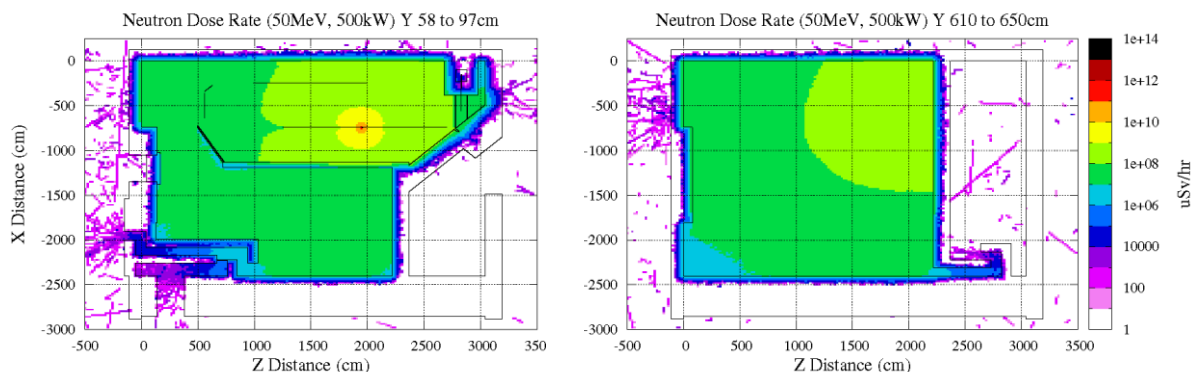 Neutron Dose Rate (50MeV, 500kW) Y 58 to 97cm
X Distance (cm)
0
-500
-1000
-1500
-2000
-2500
-3000
-500 0 500 1000 1500 2000 2500 3000 350
Z Distance (cm)
Neutron Dose Rate (50MeV, 500kW) Y 610 to 650cm
0
-500
-1000
-1500
-2000
-2500
-3000
-500 0 500 1000 1500 2000 2500 3000 3500
Z Distance (cm)
1e+14
1e+12
1e+10
1e+08
1e+06
10000
100
1
uSv/hr